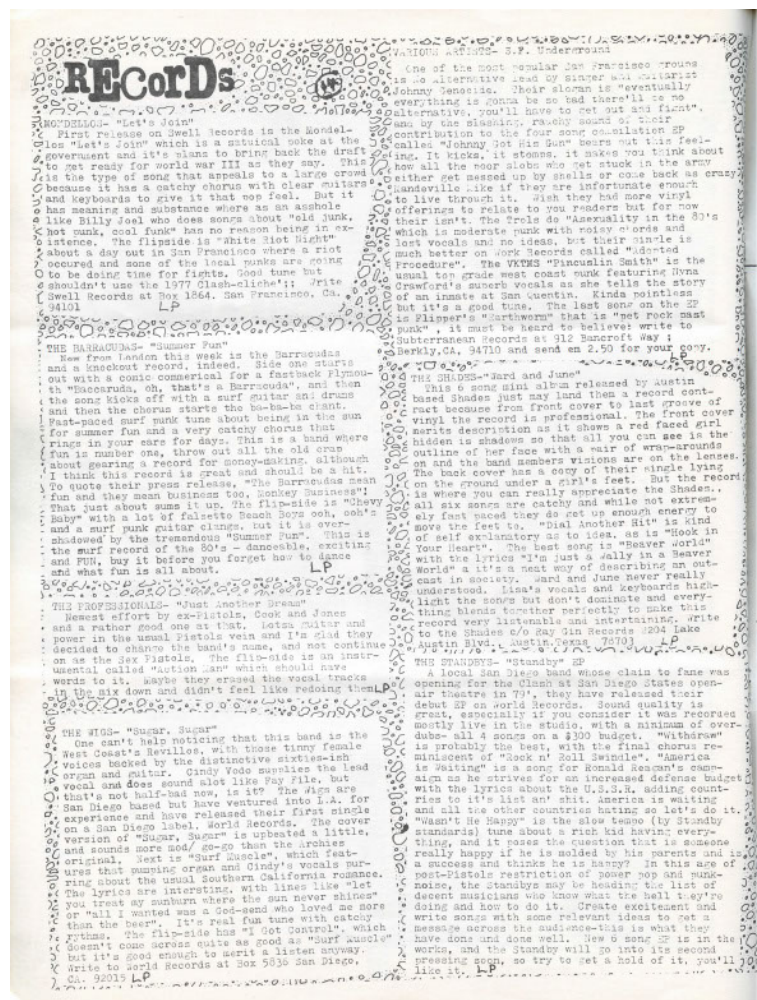 RECorDs
MONDELLOS- "Let's Join"
First release on Swell Records is the Mondel-
los "Let's Join" which is a satuical poke at the
government and it's plans to bring back the draft
to get ready for world war III as they say. This
is the type of song that appeals to a large crowd
because it has a catchy chorus with clear guitars
and keyboards to give it that pop feel. But it
has meaning and substance where as an asshole
like Billy Joel who does songs about "old junk,
hot punk, cool funk" has no reason being in ex-
istence. The flipside is "White Riot Night"
about a day out in San Francisco where a riot
occured and some of the local punks are going
to be doing time for fights. Good tune but
shouldn't use the 1977 Clash-cliche'!; Write
Swell Records at Box 1864, San Francisco, Ca.
94101 LP
THE BARRACUDAS- "Summer Fun"
New from London this week is the Barracudas
and a knockout record, indeed. Side one starts
out with a comic commerical for a fastback Plymou-
th "Baccaruda, oh, that's a Barracuda", and then
the song kicks off with a surf guitar and drums
and then the chorus starts the ba-ba-ba chant.
Fast-paced surf punk tune about being in the sun
for summer fun and a very catchy chorus that
rings in your ears for days. This is a band where
fun is number one, throw out all the old crap
about gearing a record for money-making, although
I think this record is great and should be a hit.
To quote their press release, "The Barracudas mean
fun and they mean business too, Monkey Business"!
That just about sums it up. The flip-side is "Chevy
Baby" with a lot of falsetto Beach Boys ooh, ooh's
and a surf punk guitar clangs, but it is over-
shadowed by the tremendous "Summer Fun". This is
the surf record of the 80's - danceable, exciting
and FUN, buy it before you forget how to dance
and what fun is all about. LP
THE PROFESSIONALS- "Just Another Dream"
Newest effort by ex-Pistols, Cook and Jones
and a rather good one at that. Lotsa guitar and
power in the usual Pistols vein and I'm glad they
decided to change the band's name, and not continue
on as the Sex Pistols. The flip-side is an instr-
umental called "Action Man" which should have
words to it. Maybe they erased the vocal tracks
in the mix down and didn't feel like redoing them. LP
THE WIGS- "Sugar, Sugar"
One can't help noticing that this band is the
West Coast's Revillos, with those tinny female
voices backed by the distinctive sixties-ish
organ and guitar. Cindy Vodo supplies the lead
vocal and does sound alot like Fay file, but
that's not half-bad now, is it? The Wigs are
San Diego based but have ventured into L.A. for
experience and have released their first single
on a San Diego label, World Records. The cover
version of "Sugar, Sugar" is upbeated a little,
and sounds more mod/ go-go than the Archies
original. Next is "Surf Muscle", which feat-
ures that pumping organ and Cindy's vocals pur-
ring about the usual Southern California romance.
The lyrics are intersting, with lines like "let
you treat my sunburn where the sun never shines"
or "all I wanted was a God-send who loved me more
than the beer". It's real fun tune with catchy
rythms. The flip-side has "I Got Control", which
doesn't come across quite as good as "Surf Muscle"
but it's good enough to merit a listen anyway.
Write to World Records at Box 5836 San Diego,
CA. 92015 LP
VARIOUS ARTISTS- S.F. Underground
One of the most popular San Francisco groups
is No Alternative lead by singer and guitarist
Johnny Genocide. Their slogan is "eventually
everything is gonna be so bad there'll be no
alternative, you'll have to get out and fight",
and by the slashing, raunchy sound of their
contribution to the four song compilation EP
called "Johnny Got His Gun" bears out this feel-
ing. It kicks, it stomps, it makes you think about
how all the poor slobs who get stuck in the army
either get messed up by shells or come back as crazy
Mandeville Mike if they are infortunate enough
to live through it. Wish they had more vinyl
offerings to relate to you readers but for now
their isn't. The Trols do "Asexuality in the 80's
which is moderate punk with noisy chords and
lost vocals and no ideas, but their single is
much better on Work Records called "Adopted
Procedure". The VKTMS "Pincuslin Smith" is the
usual top grade west coast punk featuring Nyna
Crawford's superb vocals as she tells the story
of an inmate at San Quentin. Kinda pointless
but it's a good tune. The last song on the EP
is Flipper's "Earthworm" that is "pet rock past
punk" , it must be heard to believe: write to
Subterranean Records at 912 Bancroft Way ;
Berkly,CA, 94710 and send em 2.50 for your copy.
LP
THE SHADES-"Ward and June"
This 6 song mini album released by Austin
based Shades just may land them a record cont-
ract because from front cover to last groove of
vinyl the record is professional. The front cover
merits description as it shows a red faced girl
hidden is shadows so that all you can see is the
outline of her face with a pair of wrap-arounds
on and the band members visions are on the lenses.
The back cover has a copy of their single lying
on the ground under a girl's feet. But the record
is where you can really appreciate the Shades.,
all six songs are catchy and while not extrem-
ely fast paced they do get up enough energy to
move the feet to. "Dial Another Hit" is kind
of self explanatory as to idea, as is "Hook in
Your Heart". The best song is "Beaver World"
with the lyrics "I'm just a Wally in a Beaver
World" a it's a neat way of describing an out-
cast in society. Ward and June never really
understood. Lisa's vocals and keyboards high-
light the songs but don't dominate and every-
thing blends together perfectly to make this
record very listenable and intertaining. Write
to the Shades c/o Ray Gin Records #204 Lake
Austin Blvd., Austin,Texas 78703 LP
THE STANDBYS- "Standby" EP
A local San Diego band whose claim to fame was
opening for the Clash at San Diego States open-
air theatre in 79', they have released their
debut EP on World Records. Sound quality is
great, especially if you consider it was recorded
mostly live in the studio, with a minimum of over-
dubs- all 4 songs on a $300 budget. "Withdraw"
is probably the best, with the final chorus re-
miniscent of "Rock n' Roll Swindle". "America
is Waiting" is a song for Ronald Reagan's camp-
aign as he strives for an increased defense budget
with the lyrics about the U.S.S.R. adding count-
ries to it's list an' shit. America is waiting
and all the other countries hating so let's do it.
"Wasn't He Happy" is the slow tempo (by Standby
standards) tune about a rich kid having every-
thing, and it poses the question that is someone
really happy if he is molded by his parents and is
a success and thinks he is happy? In this age of
post-Pistols restriction of power pop and punk-
noise, the Standbys may be heading the list of
decent musicians who know what the hell they're
doing and how to do it. Create excitement and
write songs with some relevant ideas to get a
message across the audience-this is what they
have done and done well. New 6 song EP is in the
works, and the Standby will go into its second
pressing soon, so try to get a hold of it, you'll
like it. LP